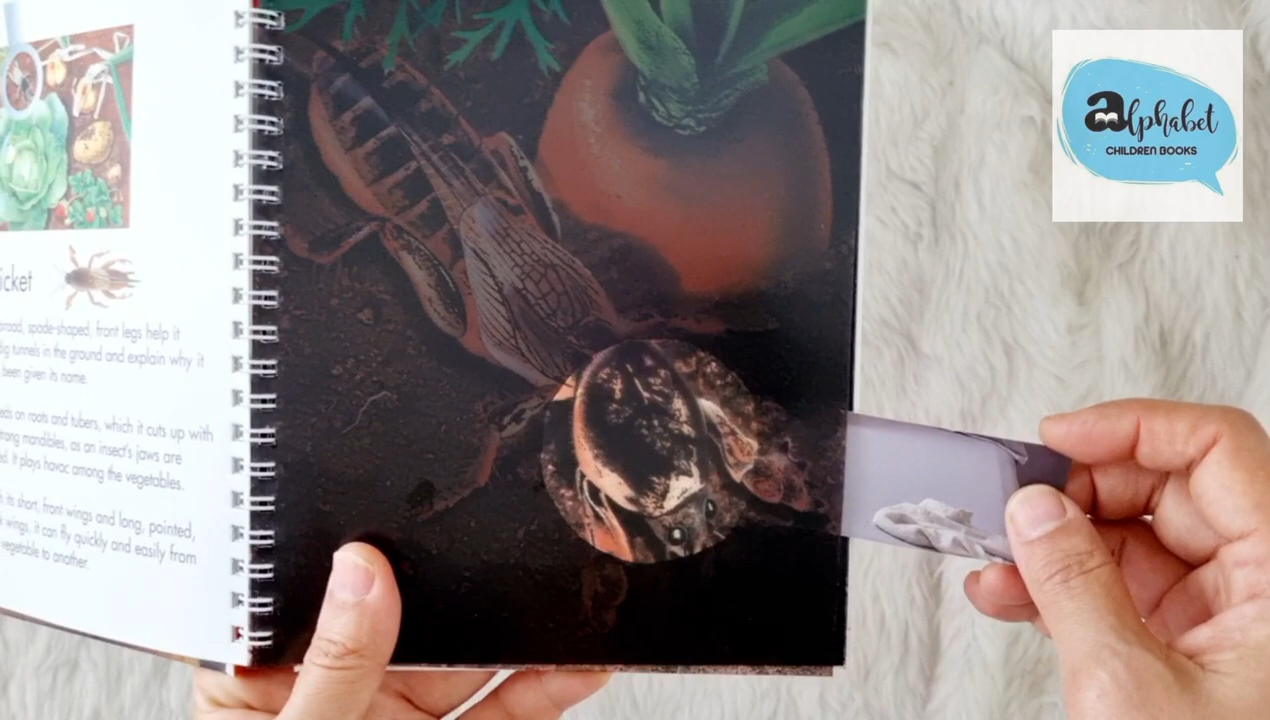 icket
broad, spade-shaped, front legs help it
dig tunnels in the ground and explain why it
been given its name.
eds on roots and tubers, which it cuts up with
trong mandibles, as an insect's jaws are
ed. It plays havoc among the vegetables.
h its short, front wings and long, pointed,
k wings, it can fly quickly and easily from
vegetable to another.
alphabet
CHILDREN BOOKS